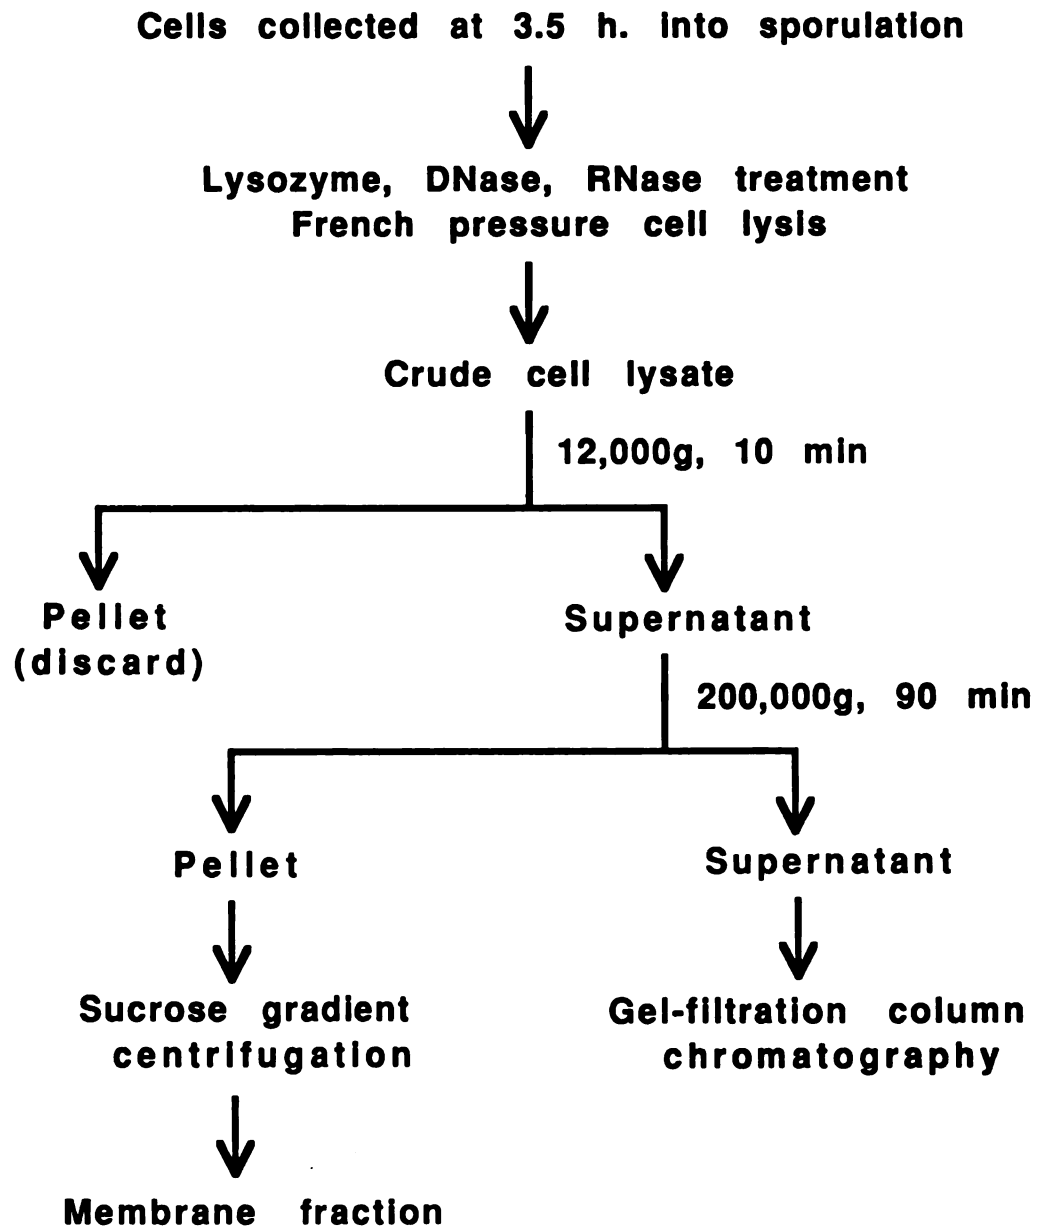 Cells collected at 3.5 h. into sporulation
Lysozyme, DNase, RNase treatment
French pressure cell lysis
Crude cell lysate
12,000g, 10 min
Pellet
(discard)
Supernatant
200,000g, 90 min
Pellet
Supernatant
Sucrose gradient
centrifugation
Gel-filtration column
chromatography
Membrane fraction